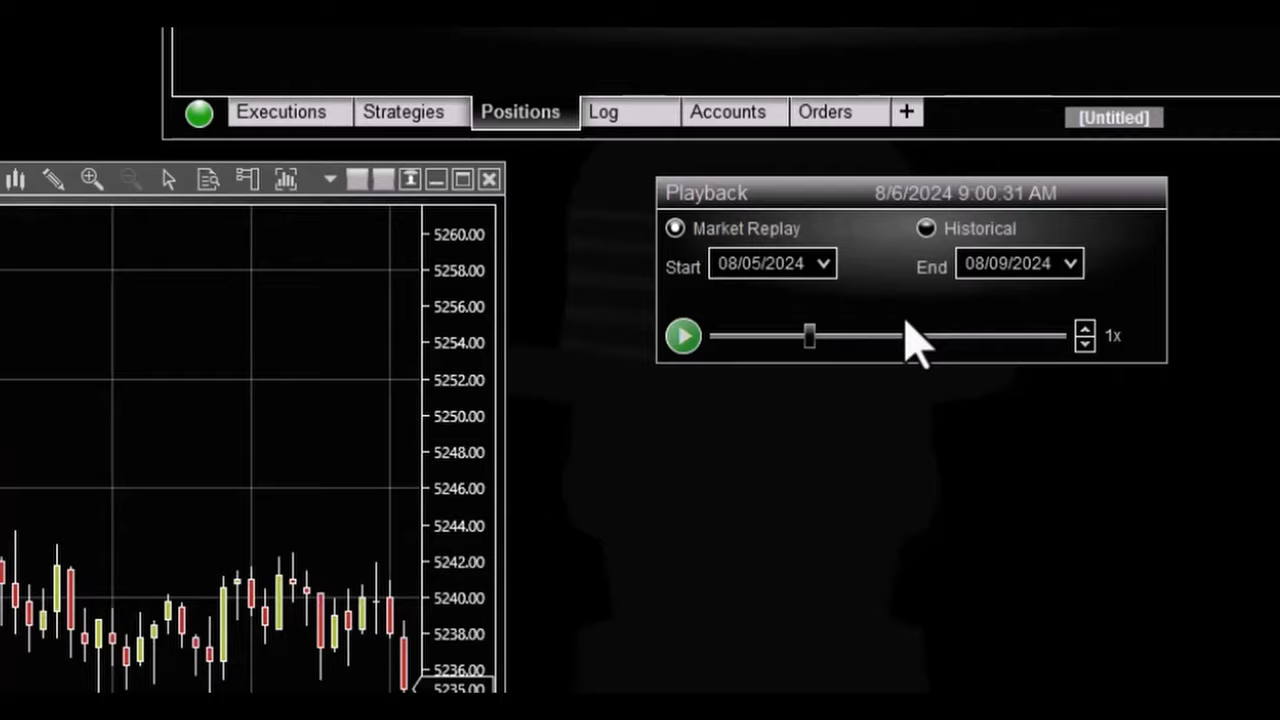 Executions Strategies Positions Log Accounts Orders +
[Untitled]
Playback 8/6/2024 9:00:31 AM
Market Replay Historical
Start 08/05/2024 End 08/09/2024
1x
5260.00
5258.00
5256.00
5254.00
5252.00
5250.00
5248.00
5246.00
5244.00
5242.00
5240.00
5238.00
5236.00
5235.00